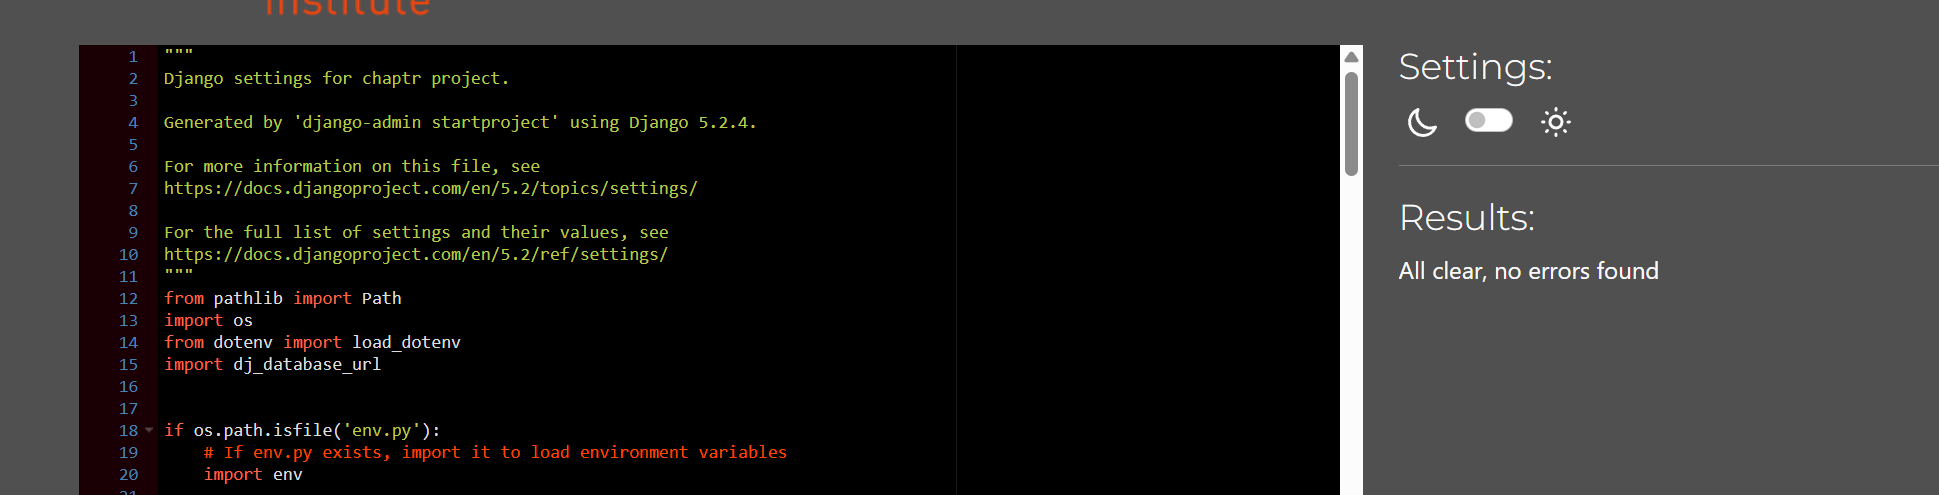 institute
1 """
2 Django settings for chaptr project.
3
4 Generated by 'django-admin startproject' using Django 5.2.4.
5
6 For more information on this file, see
7 https://docs.djangoproject.com/en/5.2/topics/settings/
8
9 For the full list of settings and their values, see
10 https://docs.djangoproject.com/en/5.2/ref/settings/
11 """
12 from pathlib import Path
13 import os
14 from dotenv import load_dotenv
15 import dj_database_url
16
17
18 if os.path.isfile('env.py'):
19     # If env.py exists, import it to load environment variables
20     import env
21
Settings:
Results:
All clear, no errors found